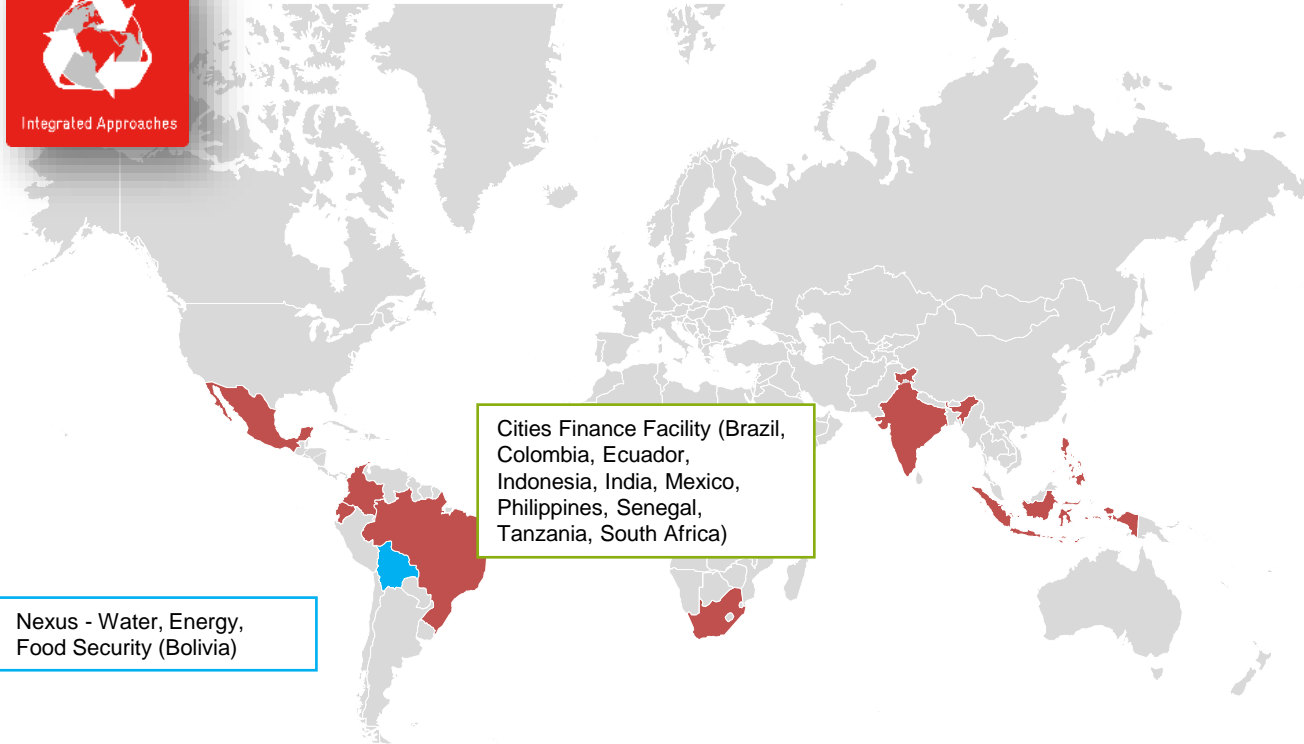 Integrated Approaches
Cities Finance Facility (Brazil,
Colombia, Ecuador,
Indonesia, India, Mexico,
Philippines, Senegal,
Tanzania, South Africa)
Nexus - Water, Energy,
Food Security (Bolivia)